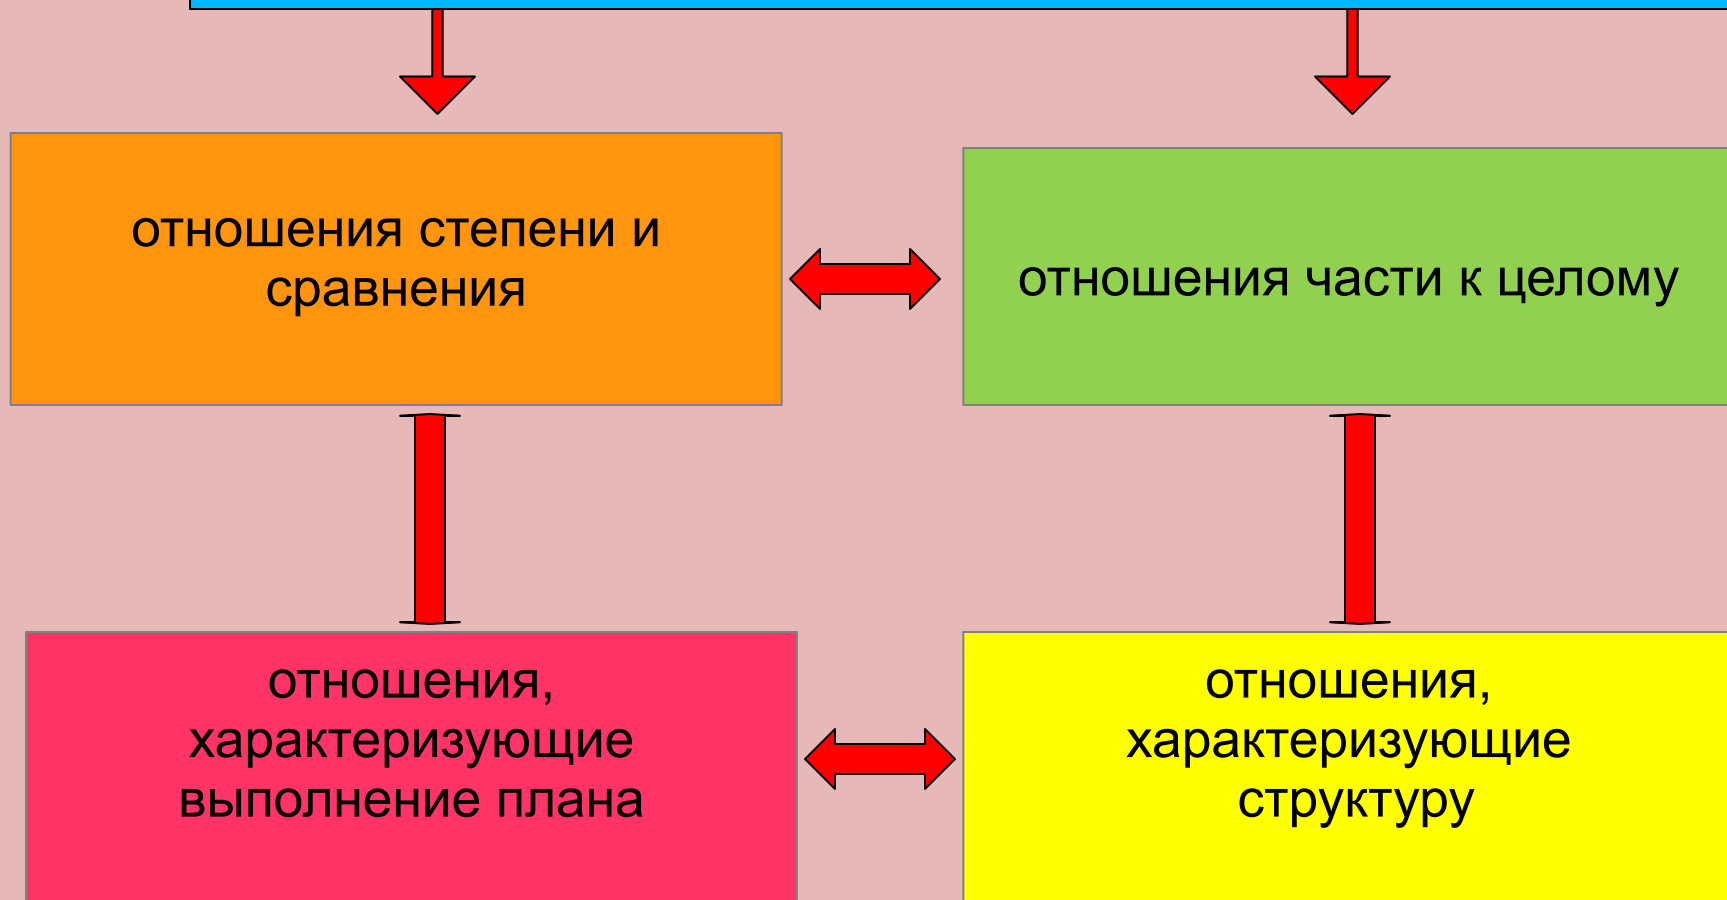 отношения степени и
сравнения
отношения части к целому
отношения,
характеризующие
выполнение плана
отношения,
характеризующие
структуру